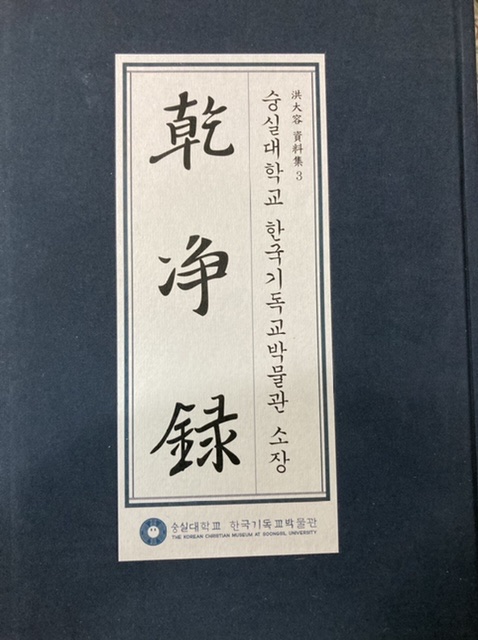 洪大容 資料集 3
숭실대학교 한국기독교박물관 소장
乾净録
숭실대학교 한국기독교박물관
THE KOREAN CHRISTIAN MUSEUM AT SOONGSIL UNIVERSITY